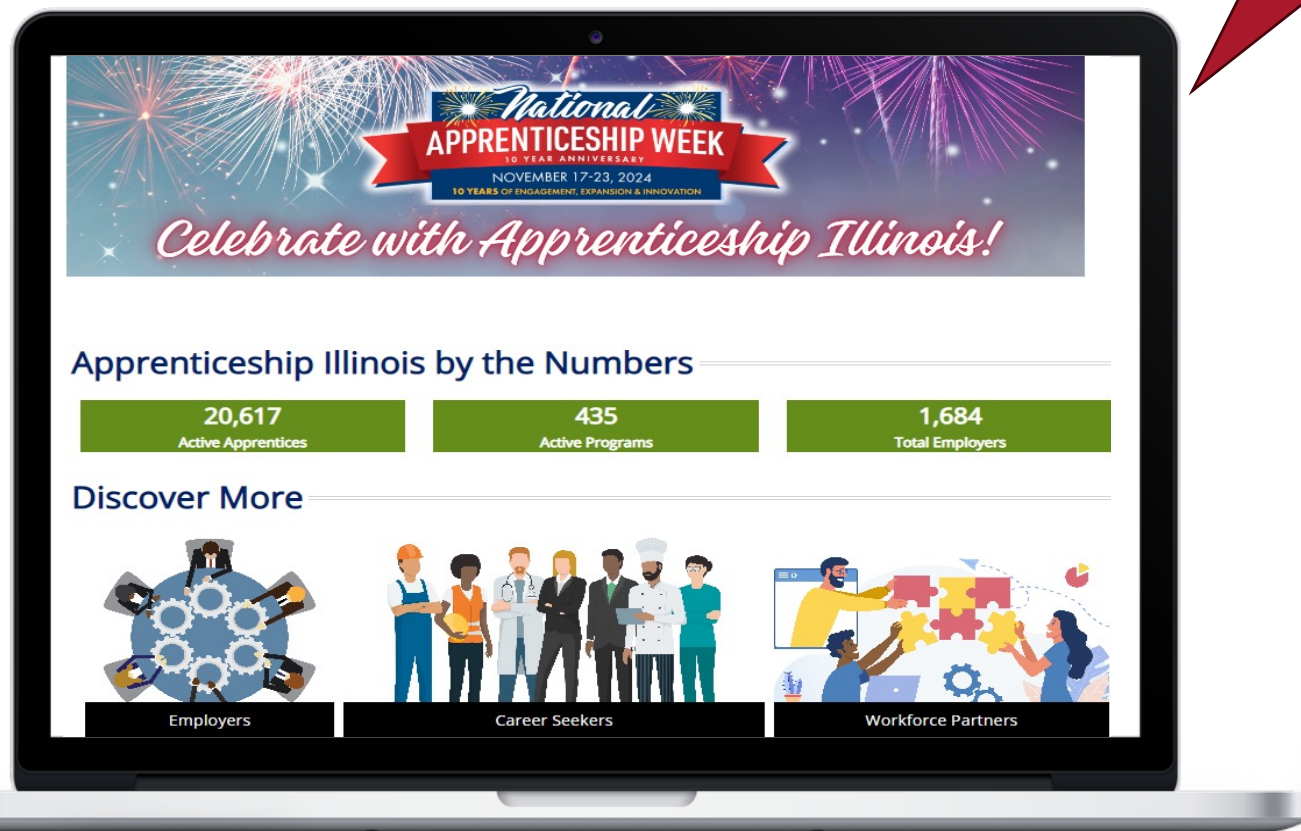 National
APPRENTICESHIP WEEK
10 YEAR ANNIVERSARY
NOVEMBER 17-23, 2024
10 YEARS OF ENGAGEMENT, EXPANSION & INNOVATION
Celebrate with Apprenticeship Illinois!
Apprenticeship Illinois by the Numbers
20,617
Active Apprentices
435
Active Programs
1,684
Total Employers
Discover More
Employers
Career Seekers
Workforce Partners